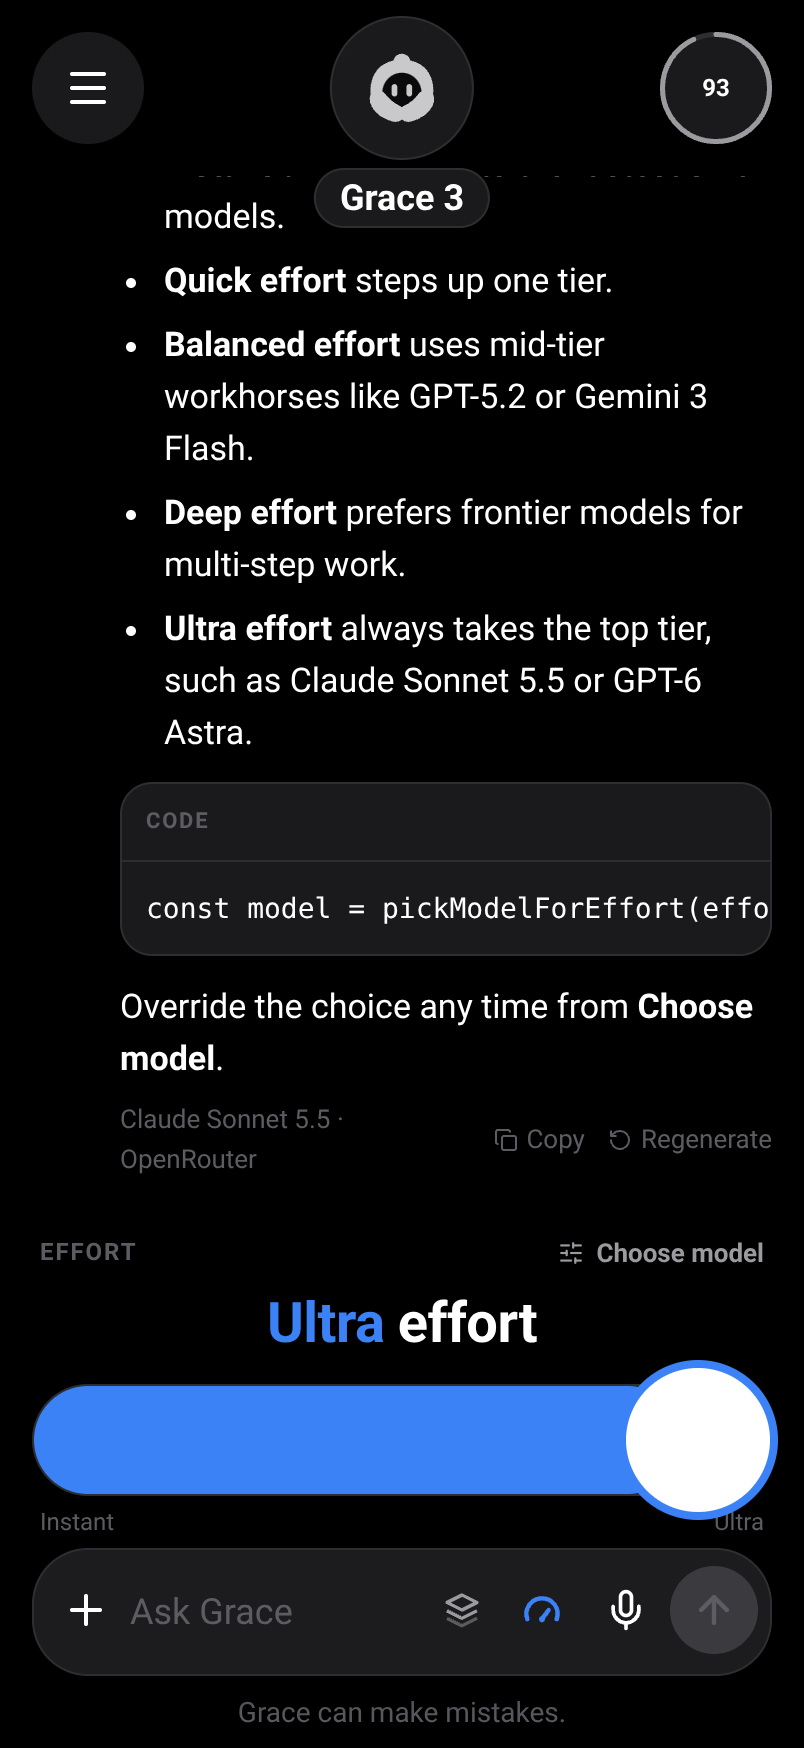 93
Grace 3
models.
Quick effort steps up one tier.
Balanced effort uses mid-tier
workhorses like GPT-5.2 or Gemini 3
Flash.
Deep effort prefers frontier models for
multi-step work.
Ultra effort always takes the top tier,
such as Claude Sonnet 5.5 or GPT-6
Astra.
CODE
const model = pickModelForEffort(effo
Override the choice any time from Choose
model.
Claude Sonnet 5.5 ·
OpenRouter
Copy
Regenerate
EFFORT
Choose model
Ultra effort
Instant
Ultra
Ask Grace
Grace can make mistakes.